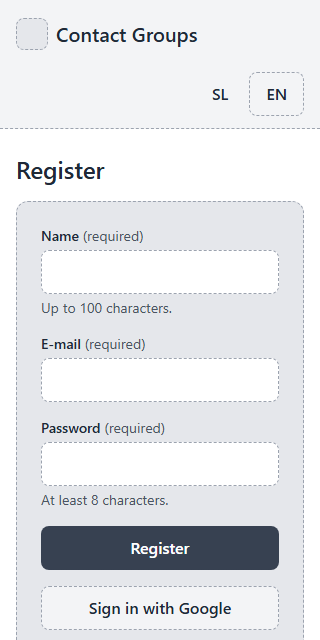 Contact Groups
SL EN
Register
Name (required)
Up to 100 characters.
E-mail (required)
Password (required)
At least 8 characters.
Register
Sign in with Google